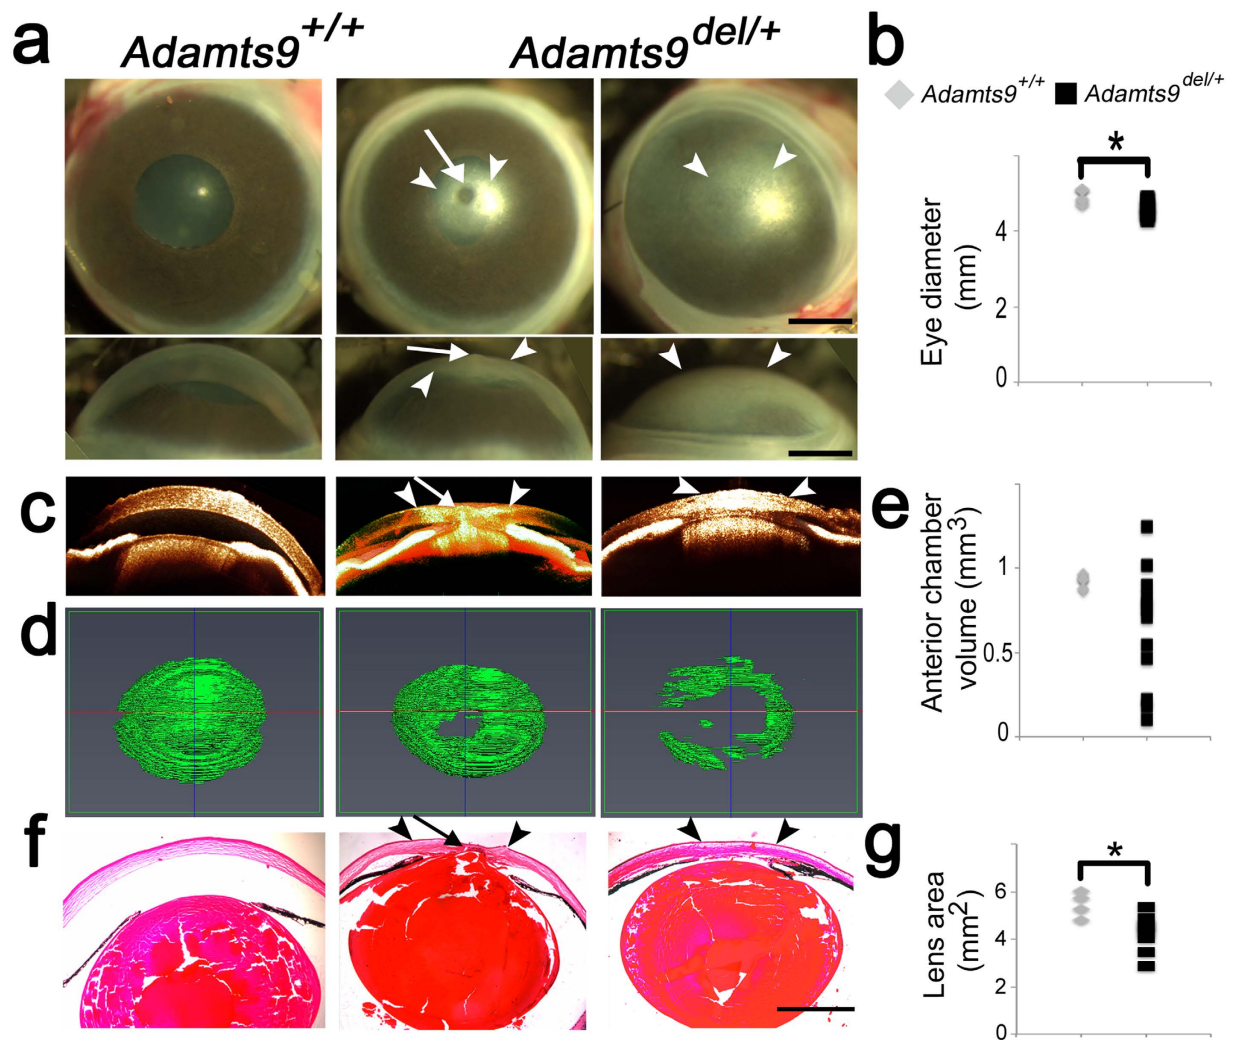 a
Adamts9+/+
Adamts9del/+
b
Adamts9+/+
Adamts9del/+
*
Eye diameter
(mm)
4
2
0
c
d
e
Anterior chamber
volume (mm3)
1
0.5
0
f
g
*
Lens area
(mm2)
6
4
2
0